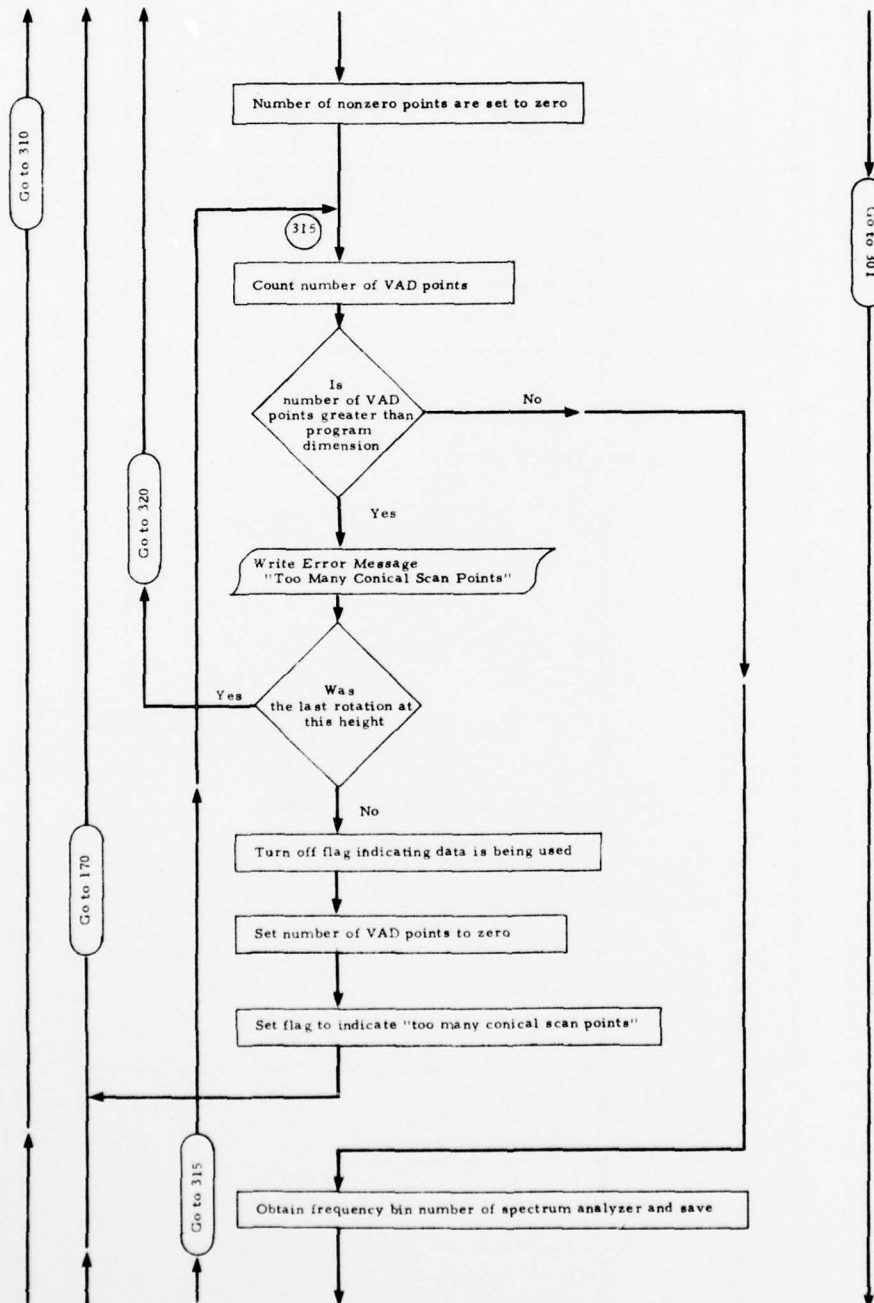 Number of nonzero points are set to zero
Go to 310
Go to 301
315
Count number of VAD points
Is
number of VAD
points greater than
program
dimension
No
Yes
Go to 320
Write Error Message
"Too Many Conical Scan Points"
Yes
Was
the last rotation at
this height
No
Turn off flag indicating data is being used
Go to 170
Set number of VAD points to zero
Set flag to indicate "too many conical scan points"
Go to 315
Obtain frequency bin number of spectrum analyzer and save